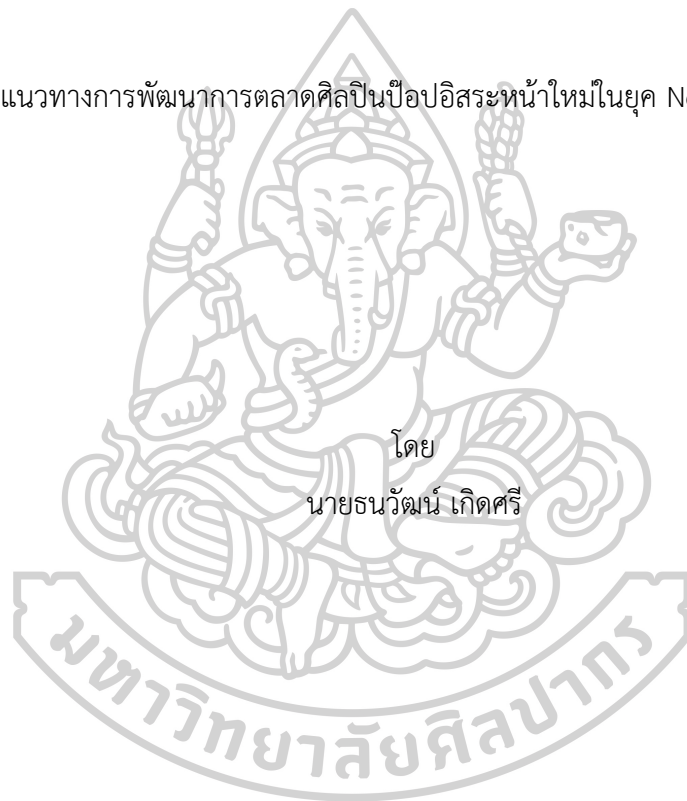 แนวทางการพัฒนาการตลาดศิลปินป๊อปอิสระหน้าใหม่ในยุค
โดย
นายธนวัฒน์ เกิดศรี
มหาวิทยาลัยศิลปากร